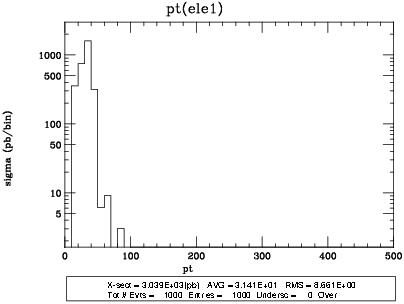 pt(ele1)
sigma (pb/bin)
1000
500
100
50
10
5
0 100 200 300 400 500
pt
X-sect = 3.039E+03(pb) AVG = 3.141E+01 RMS = 8.661E+00
Tot # Evts = 1000 Entries = 1000 Undersc = 0 Over